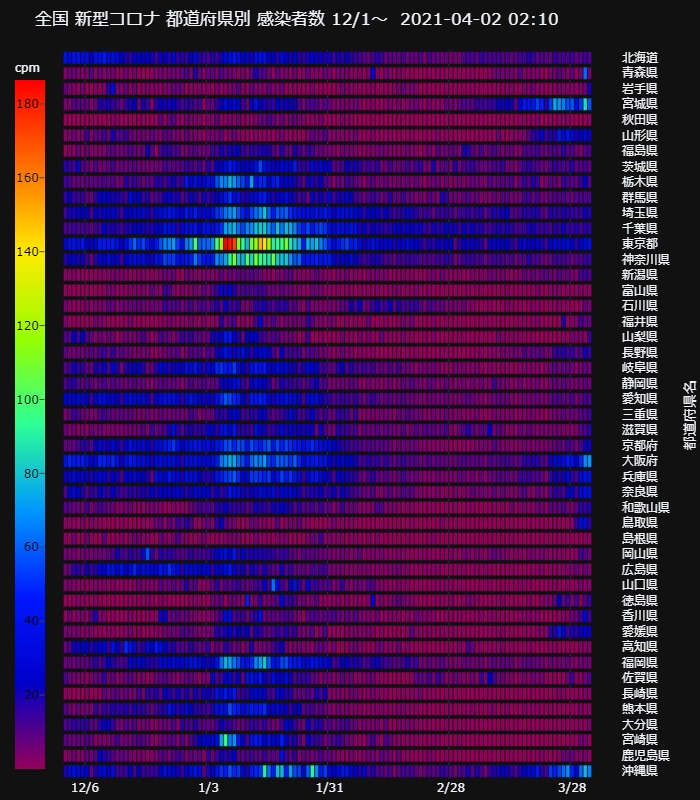 全国 新型コロナ 都道府県別 感染者数 12/1〜 2021-04-02 02:10
cpm
180
160
140
120
100
80
60
40
20
北海道
青森県
岩手県
宮城県
秋田県
山形県
福島県
茨城県
栃木県
群馬県
埼玉県
千葉県
東京都
神奈川県
新潟県
富山県
石川県
福井県
山梨県
長野県
岐阜県
静岡県
愛知県
三重県
滋賀県
京都府
大阪府
兵庫県
奈良県
和歌山県
鳥取県
島根県
岡山県
広島県
山口県
徳島県
香川県
愛媛県
高知県
福岡県
佐賀県
長崎県
熊本県
大分県
宮崎県
鹿児島県
沖縄県
都道府県名
12/6 1/3 1/31 2/28 3/28